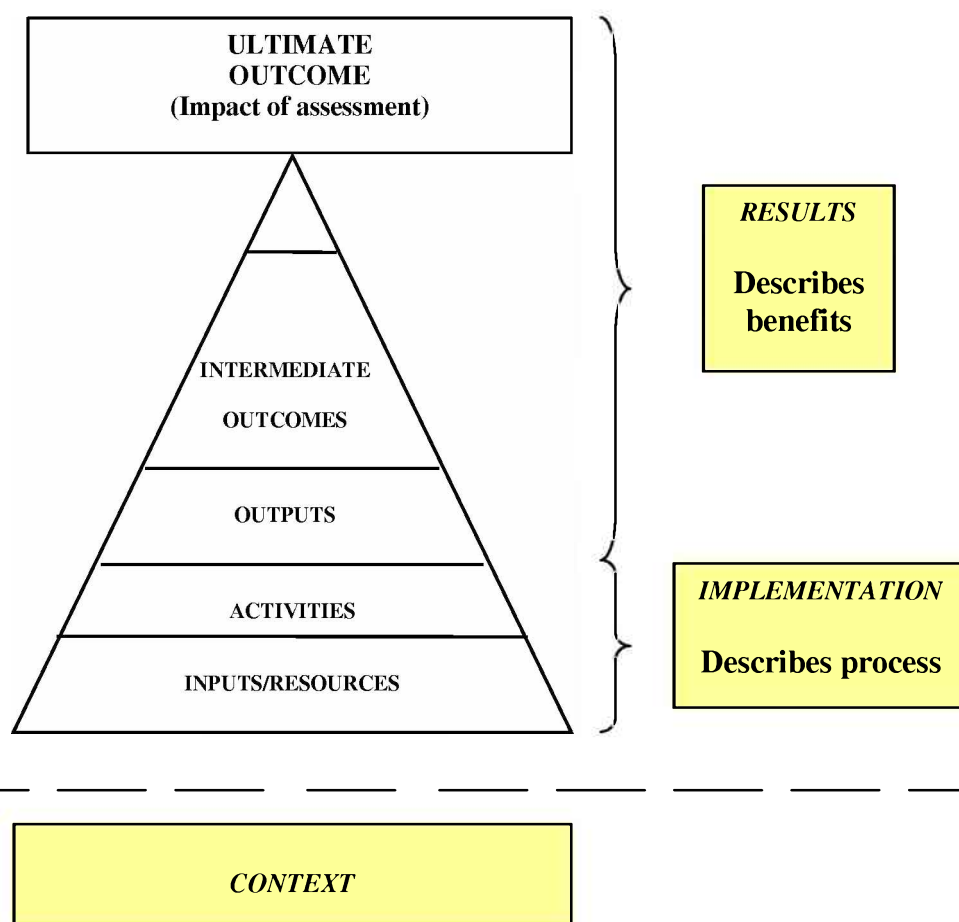 ULTIMATE
OUTCOME
(Impact of assessment)
RESULTS
Describes
benefits
INTERMEDIATE
OUTCOMES
OUTPUTS
IMPLEMENTATION
ACTIVITIES
Describes process
INPUTS/RESOURCES
CONTEXT